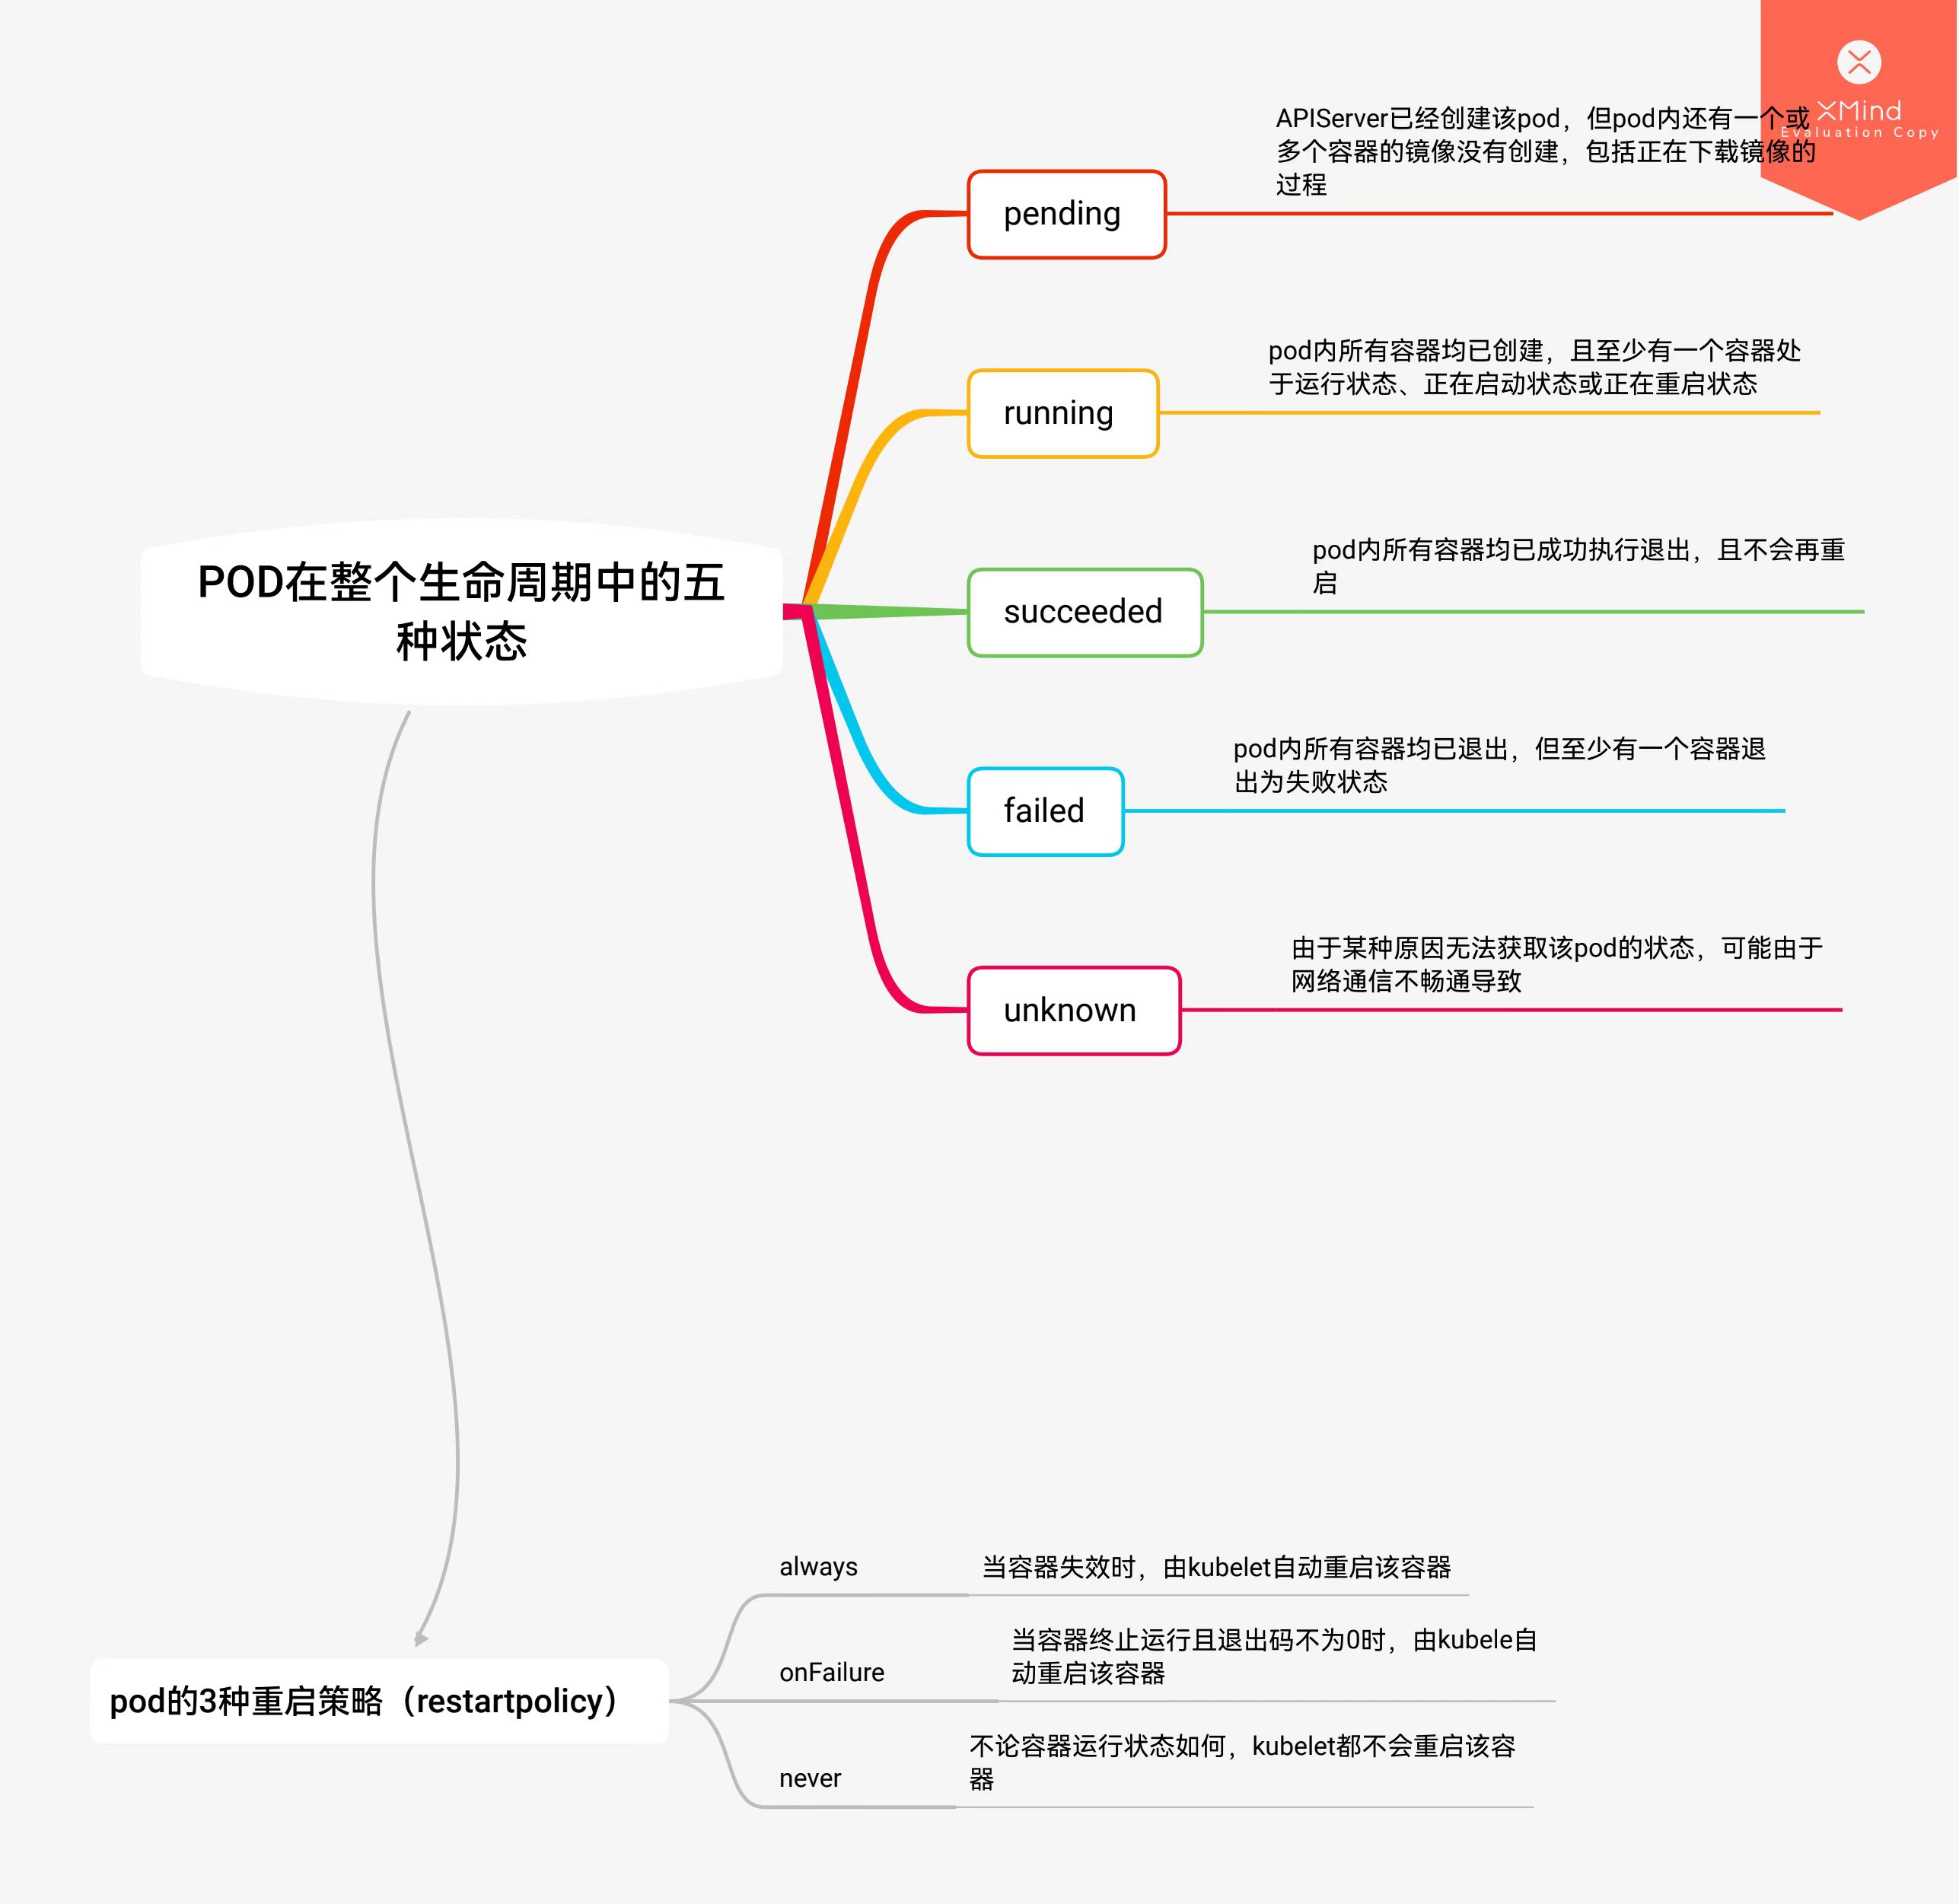 XMind
Evaluation Copy
APIServer已经创建该pod，但pod内还有一个或
多个容器的镜像没有创建，包括正在下载镜像的
过程
pending
pod内所有容器均已创建，且至少有一个容器处
于运行状态、正在启动状态或正在重启状态
running
POD在整个生命周期中的五
种状态
pod内所有容器均已成功执行退出，且不会再重
启
succeeded
pod内所有容器均已退出，但至少有一个容器退
出为失败状态
failed
由于某种原因无法获取该pod的状态，可能由于
网络通信不畅通导致
unknown
pod的3种重启策略（restartpolicy）
always
当容器失效时，由kubelet自动重启该容器
onFailure
当容器终止运行且退出码不为0时，由kubele自
动重启该容器
never
不论容器运行状态如何，kubelet都不会重启该容
器